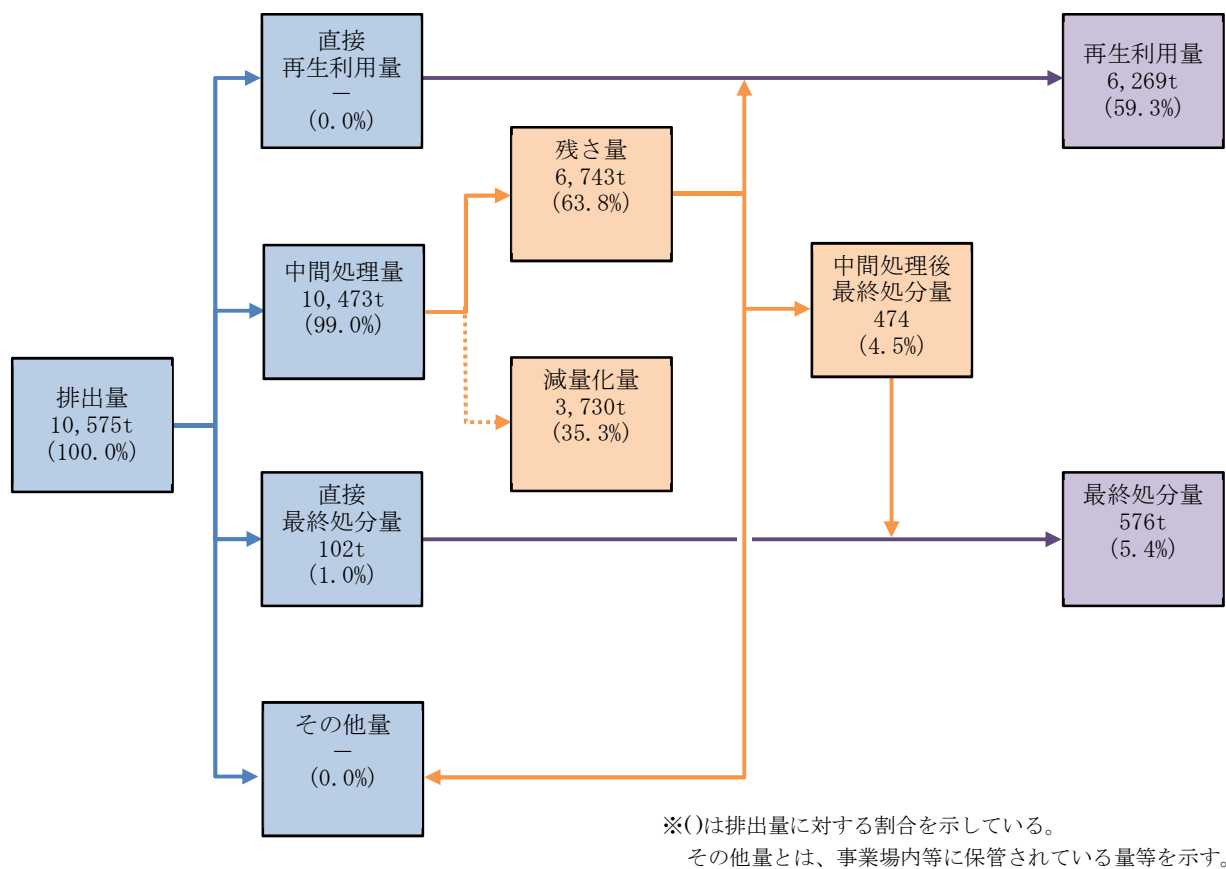 直接
再生利用量
－
(0.0%)
再生利用量
6,269t
(59.3%)
残さ量
6,743t
(63.8%)
中間処理量
10,473t
(99.0%)
中間処理後
最終処分量
474
(4.5%)
減量化量
3,730t
(35.3%)
排出量
10,575t
(100.0%)
直接
最終処分量
102t
(1.0%)
最終処分量
576t
(5.4%)
その他量
－
(0.0%)
※()は排出量に対する割合を示している。
その他量とは、事業場内等に保管されている量等を示す。